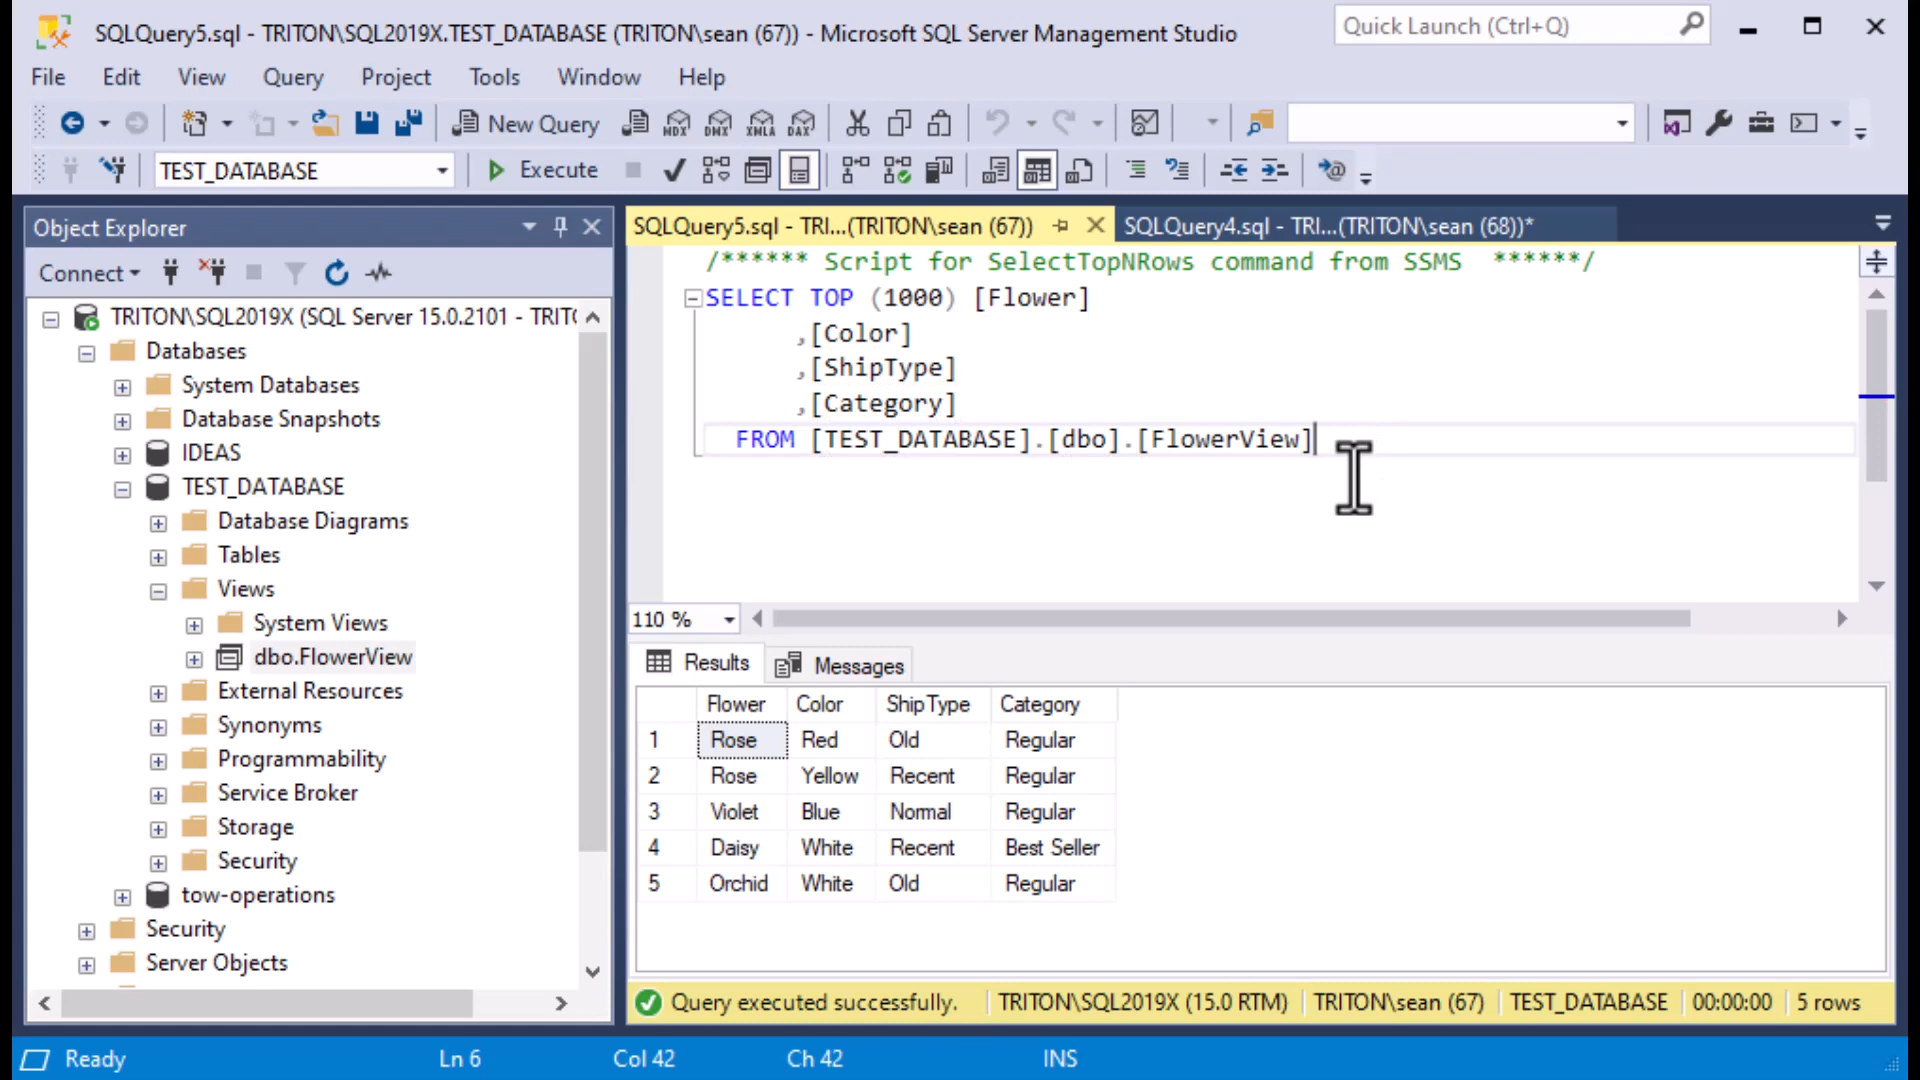 SQLQuery5.sql - TRITON\SQL2019X.TEST_DATABASE (TRITON\sean (67)) - Microsoft SQL Server Management Studio
Quick Launch (Ctrl+Q)
File Edit View Query Project Tools Window Help
New Query MDX DMX XMLA DAX
TEST_DATABASE Execute
Object Explorer
Connect
TRITON\SQL2019X (SQL Server 15.0.2101 - TRIT
Databases
System Databases
Database Snapshots
IDEAS
TEST_DATABASE
Database Diagrams
Tables
Views
System Views
dbo.FlowerView
External Resources
Synonyms
Programmability
Service Broker
Storage
Security
tow-operations
Security
Server Objects
SQLQuery5.sql - TRI...(TRITON\sean (67)) SQLQuery4.sql - TRI...(TRITON\sean (68))*
/****** Script for SelectTopNRows command from SSMS ******/
SELECT TOP (1000) [Flower]
,[Color]
,[ShipType]
,[Category]
FROM [TEST_DATABASE].[dbo].[FlowerView]
110 %
Results Messages
Flower Color ShipType Category
1 Rose Red Old Regular
2 Rose Yellow Recent Regular
3 Violet Blue Normal Regular
4 Daisy White Recent Best Seller
5 Orchid White Old Regular
Query executed successfully. TRITON\SQL2019X (15.0 RTM) TRITON\sean (67) TEST_DATABASE 00:00:00 5 rows
Ready Ln 6 Col 42 Ch 42 INS